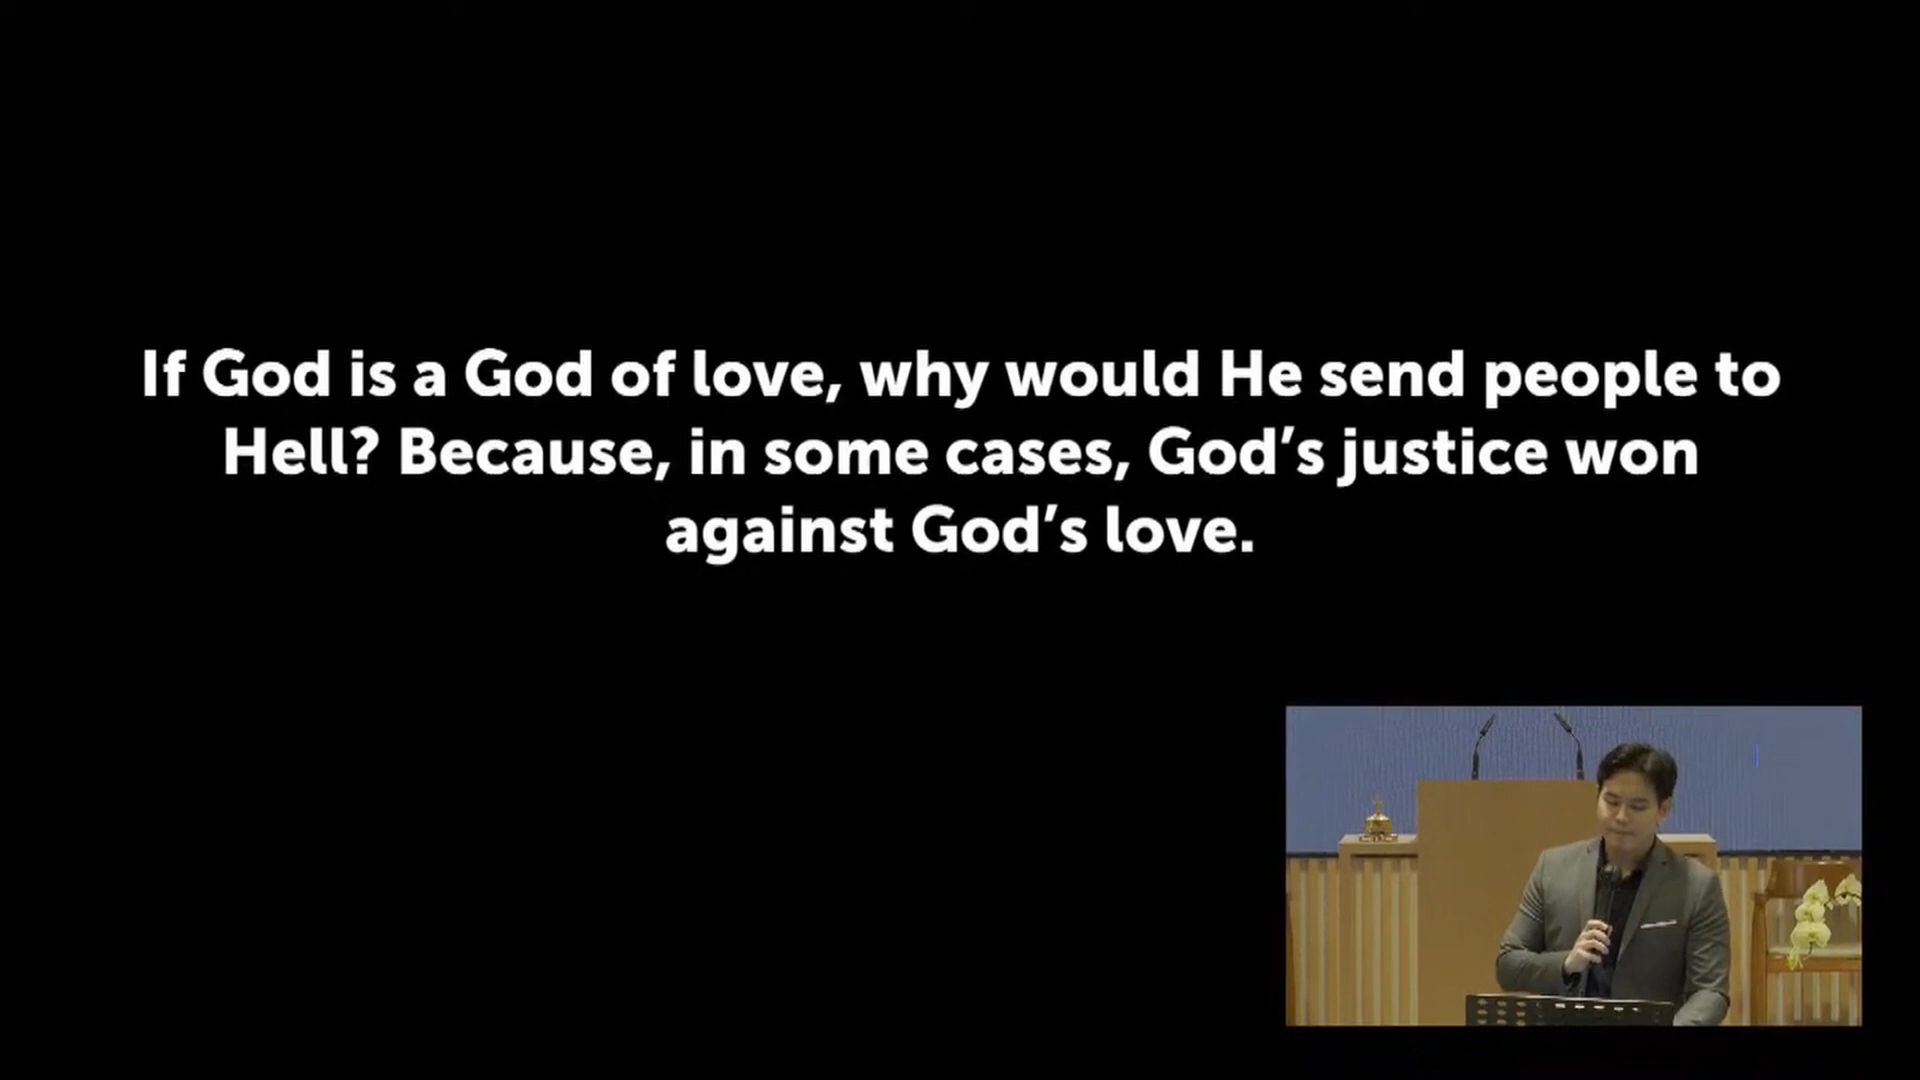 If God is a God of love, why would He send people to
Hell? Because, in some cases, God’s justice won
against God’s love.